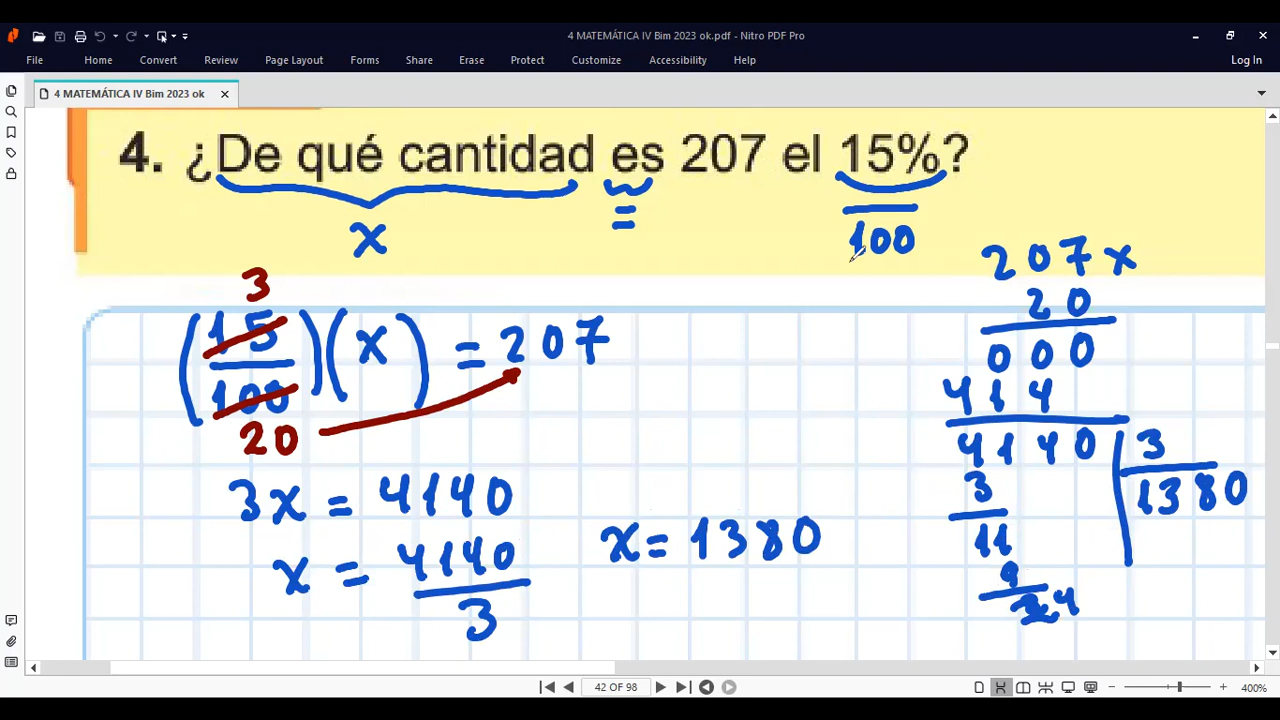 4 MATEMÁTICA IV Bim 2023 ok.pdf - Nitro PDF Pro
File Home Convert Review Page Layout Forms Share Erase Protect Customize Accessibility Help Log In
4 MATEMÁTICA IV Bim 2023 ok
4. ¿De qué cantidad es 207 el 15%?
x = 100
3
(15/100)(x) = 207
20
3x = 4140
x = 4140/3
x = 1380
207x
20
000
414
4140 3
3 1380
11
9
24
42 OF 98
400%